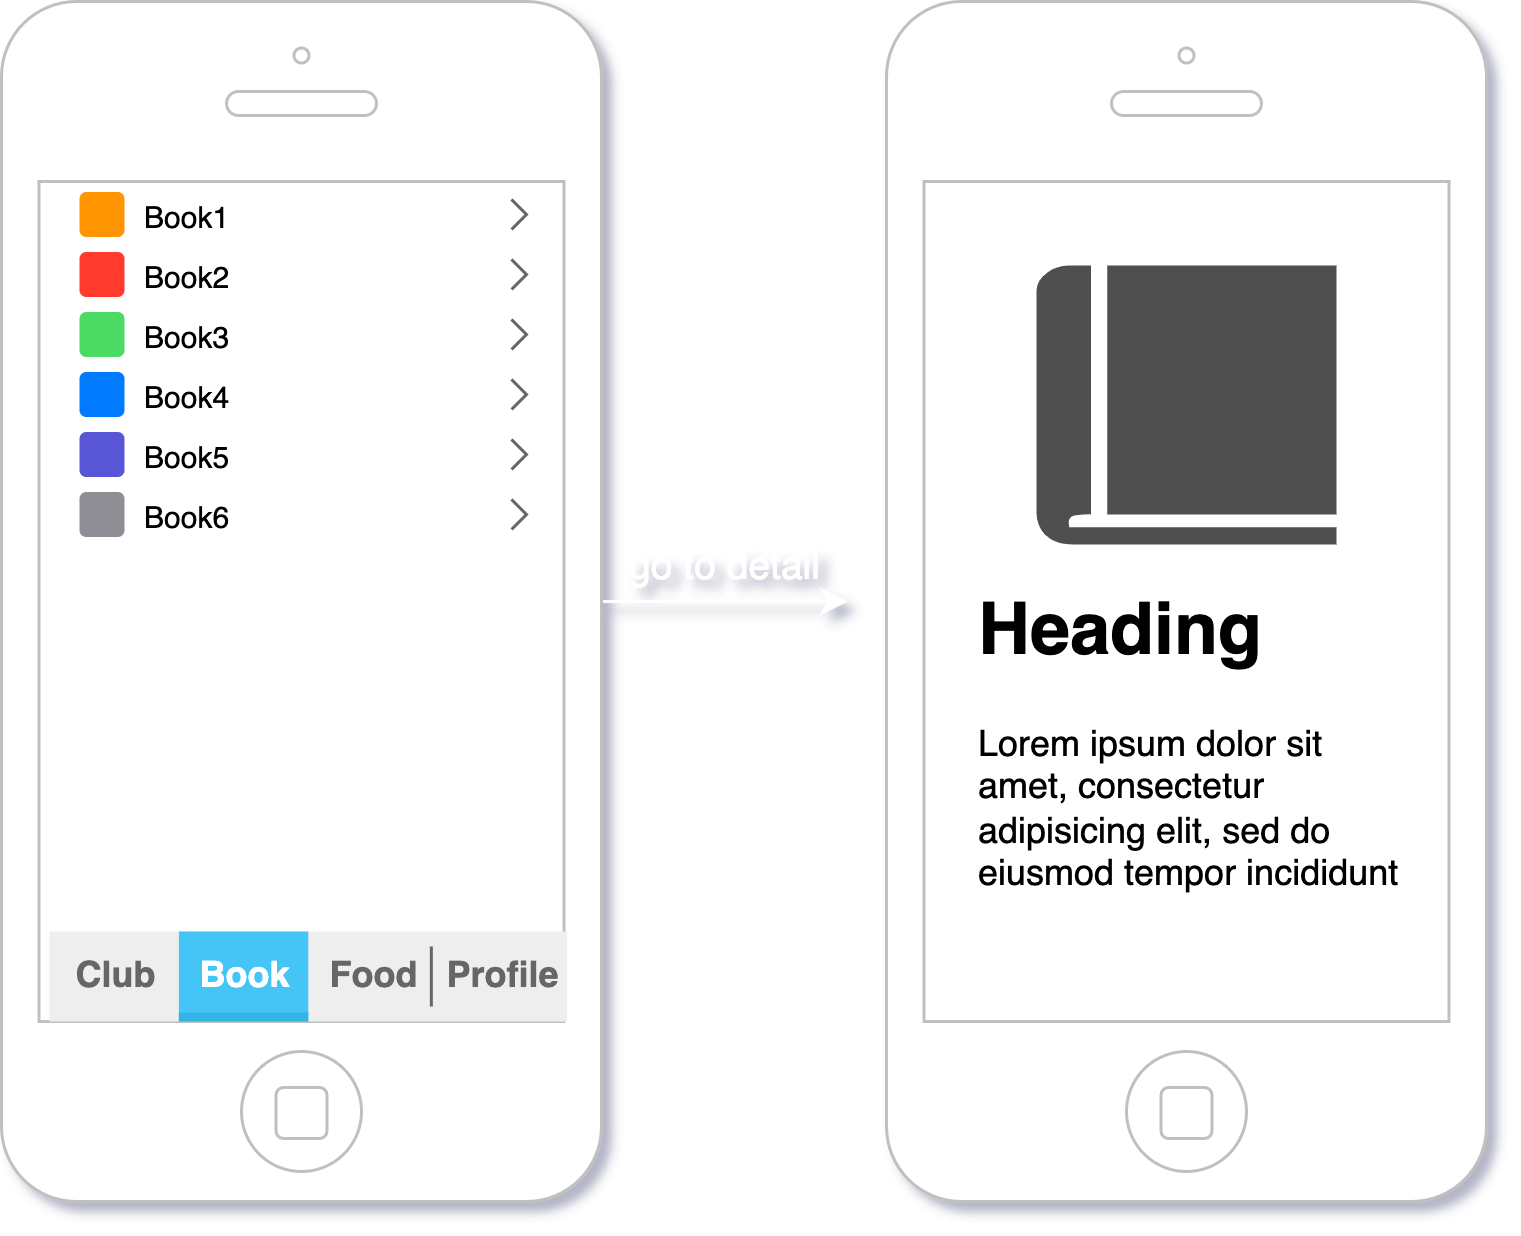 Book1
Book2
Book3
Book4
Book5
Book6
Club Book Food Profile
go to detail
Heading
Lorem ipsum dolor sit
amet, consectetur
adipisicing elit, sed do
eiusmod tempor incididunt